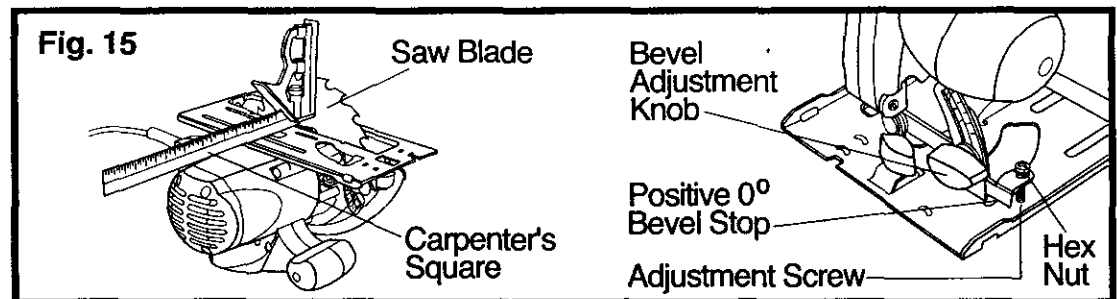 Fig. 15
Saw Blade
Carpenter's
Square
Bevel
Adjustment
Knob
Positive 0º
Bevel Stop
Adjustment Screw
Hex
Nut